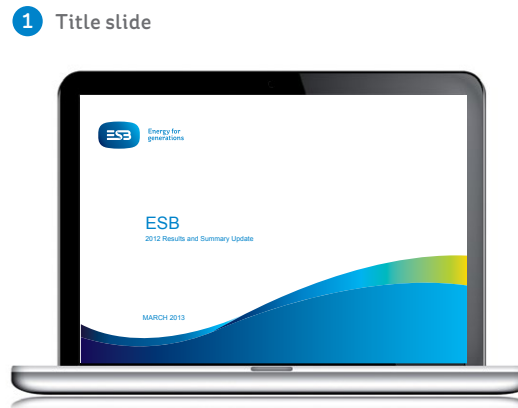 1 Title slide
ESB Energy for
generations
ESB
2012 Results and Summary Update
MARCH 2013